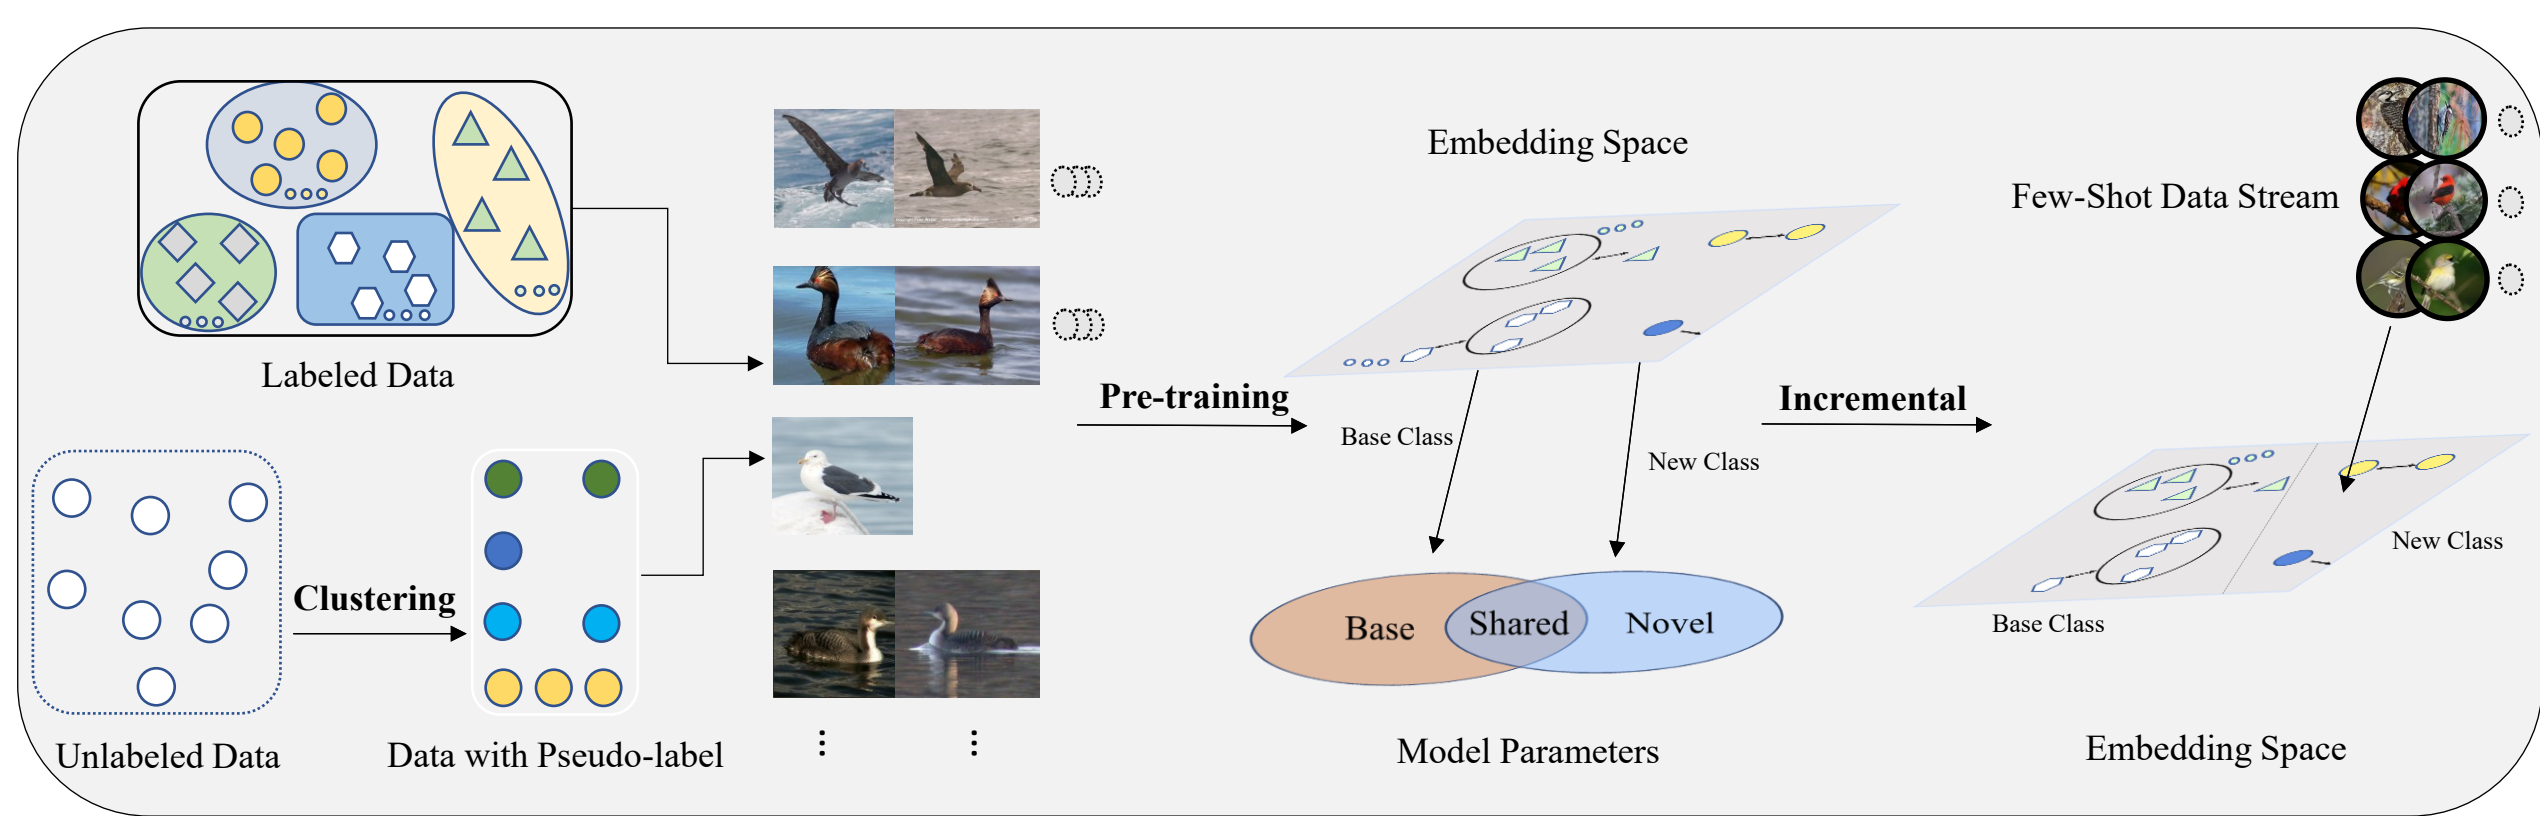 Labeled Data
Unlabeled Data
Clustering
Data with Pseudo-label
Pre-training
Embedding Space
Base Class
New Class
Base
Shared
Novel
Model Parameters
Incremental
Few-Shot Data Stream
New Class
Base Class
Embedding Space